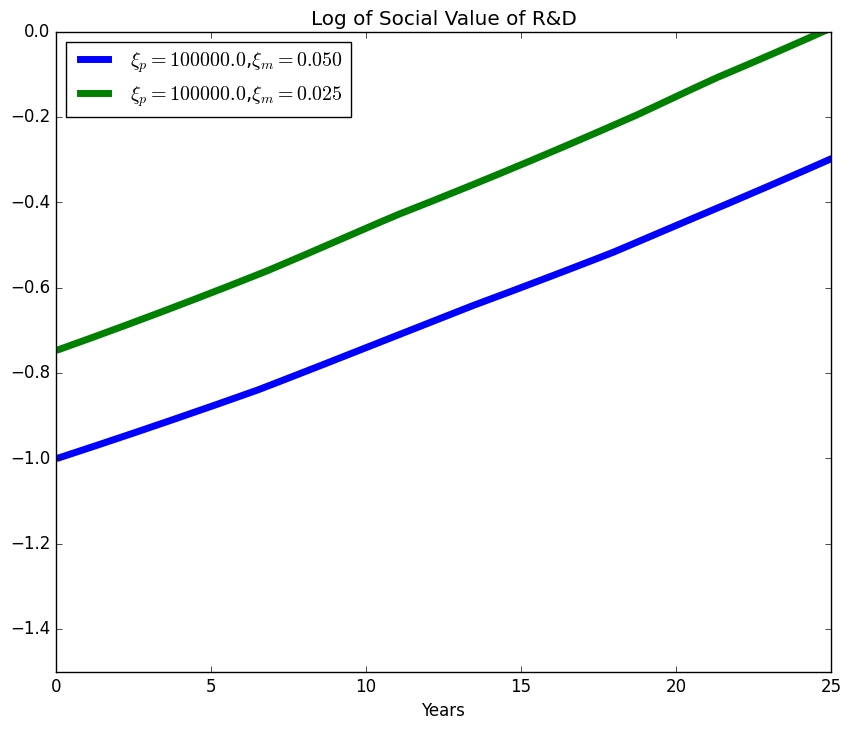 Log of Social Value of R&D
ξₚ = 100000.0,ξₘ = 0.050
ξₚ = 100000.0,ξₘ = 0.025
0.0
−0.2
−0.4
−0.6
−0.8
−1.0
−1.2
−1.4
0 5 10 15 20 25
Years